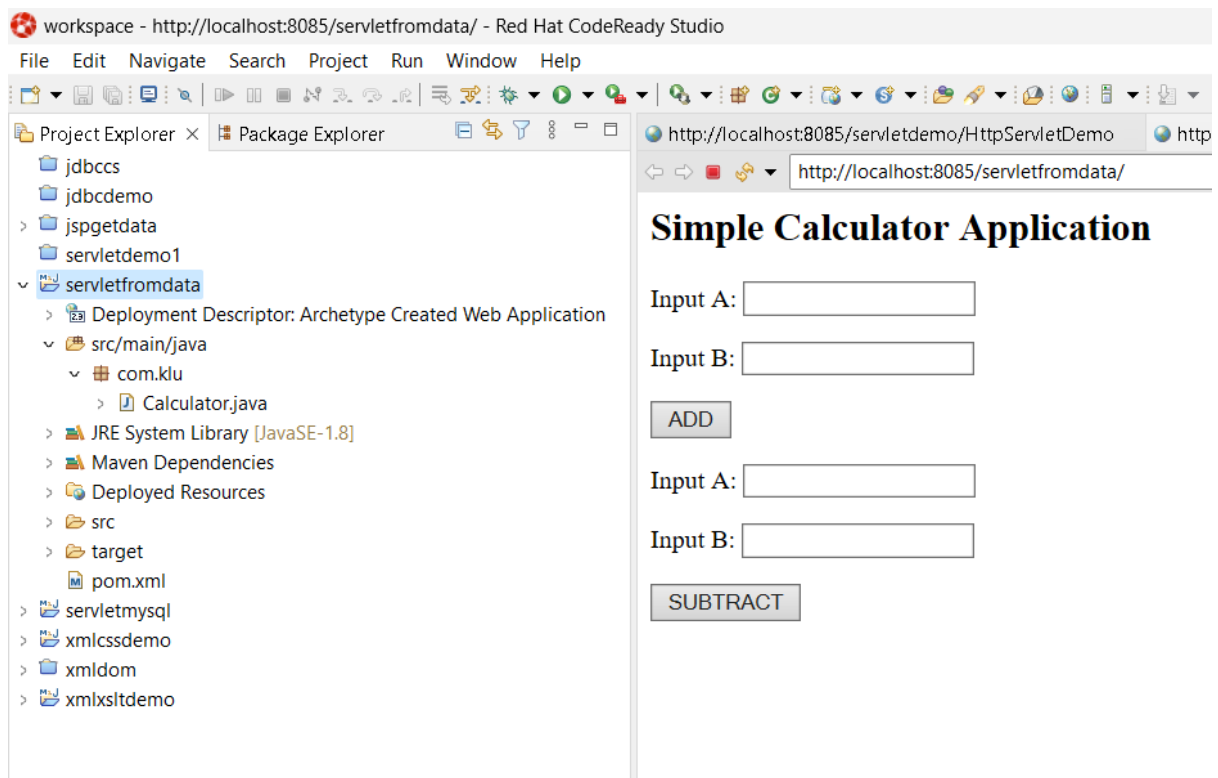 workspace - http://localhost:8085/servletfromdata/ - Red Hat CodeReady Studio
File Edit Navigate Search Project Run Window Help
Project Explorer
Package Explorer
jdbccs
jdbcdemo
jspgetdata
servletdemo1
servletfromdata
Deployment Descriptor: Archetype Created Web Application
src/main/java
com.klu
Calculator.java
JRE System Library [JavaSE-1.8]
Maven Dependencies
Deployed Resources
src
target
pom.xml
servletmysql
xmlcssdemo
xmldom
xmlxsltdemo
http://localhost:8085/servletdemo/HttpServletDemo
http
http://localhost:8085/servletfromdata/
Simple Calculator Application
Input A:
Input B:
ADD
Input A:
Input B:
SUBTRACT